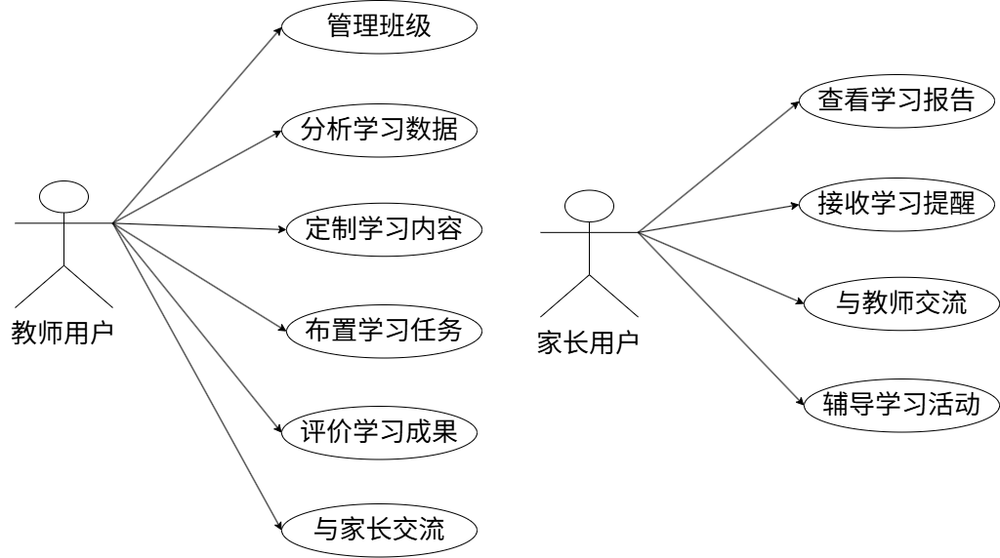 管理班级
分析学习数据
定制学习内容
布置学习任务
评价学习成果
与家长交流
教师用户
查看学习报告
接收学习提醒
与教师交流
辅导学习活动
家长用户